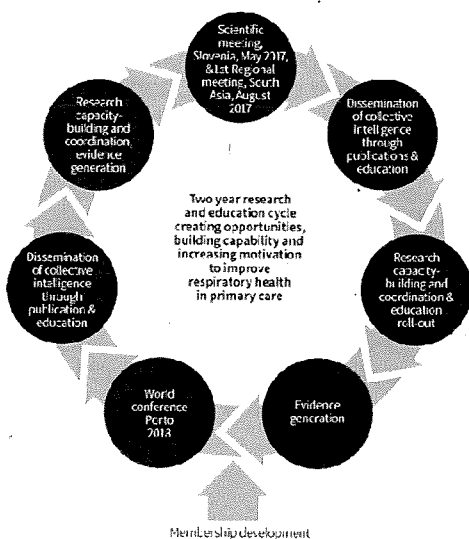 Scientific
meeting,
Slovenia, May 2017,
&1st Regional
meeting, South
Asia, August
2017
Dissemination
of collective
intelligence
through
publications &
education
Research
capacity-
building and
coordination &
education
roll-out
Evidence
generation
World
conference
Porto
2018
Dissemination
of collective
intelligence
through
publication &
education
Research
capacity-
building and
coordination,
evidence
generation
Two year research
and education cycle
creating opportunities,
building capability and
increasing motivation
to improve
respiratory health
in primary care
Membership development